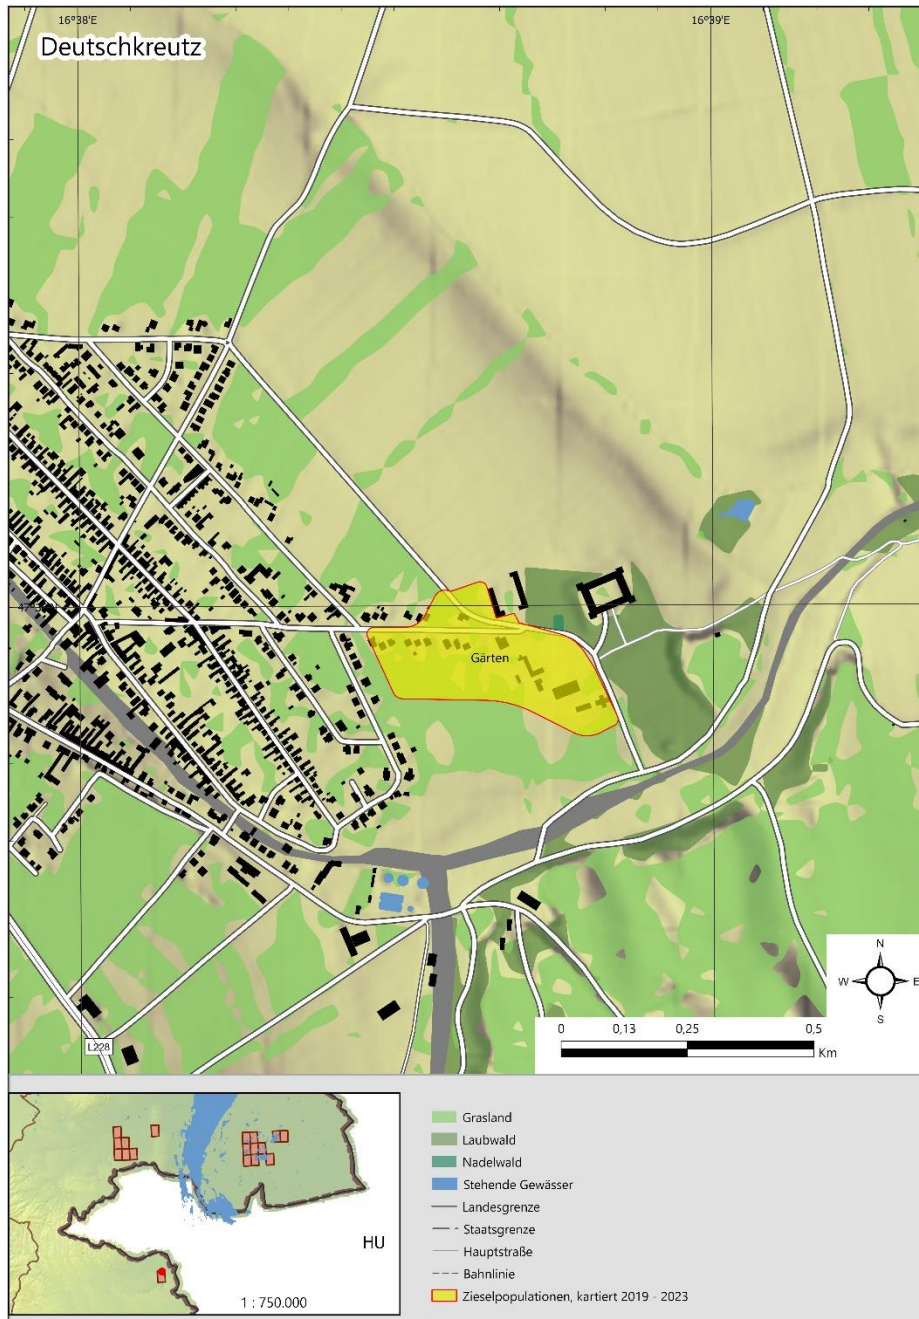 16°38'E
16°39'E
Deutschkreutz
Gärten
N
W
E
S
0
0,13
0,25
0,5
Km
L228
HU
1 : 750.000
Grasland
Laubwald
Nadelwald
Stehende Gewässer
Landesgrenze
Staatsgrenze
Hauptstraße
Bahnlinie
Zieselpopulationen, kartiert 2019 - 2023